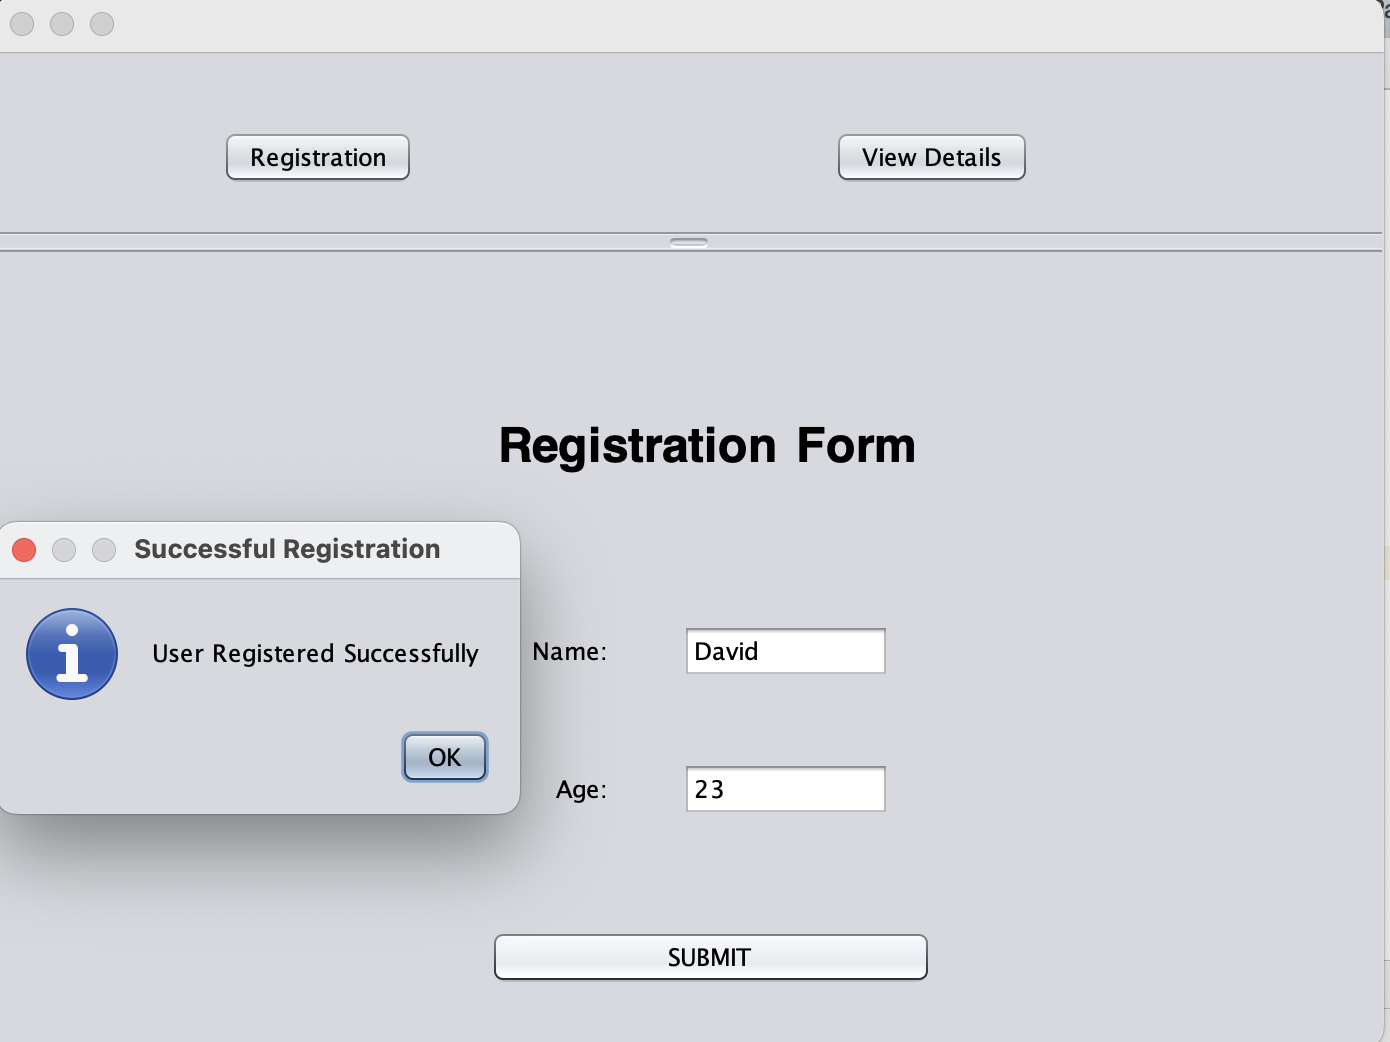 Registration
View Details
Registration Form
Successful Registration
User Registered Successfully
OK
Name:
David
Age:
23
SUBMIT